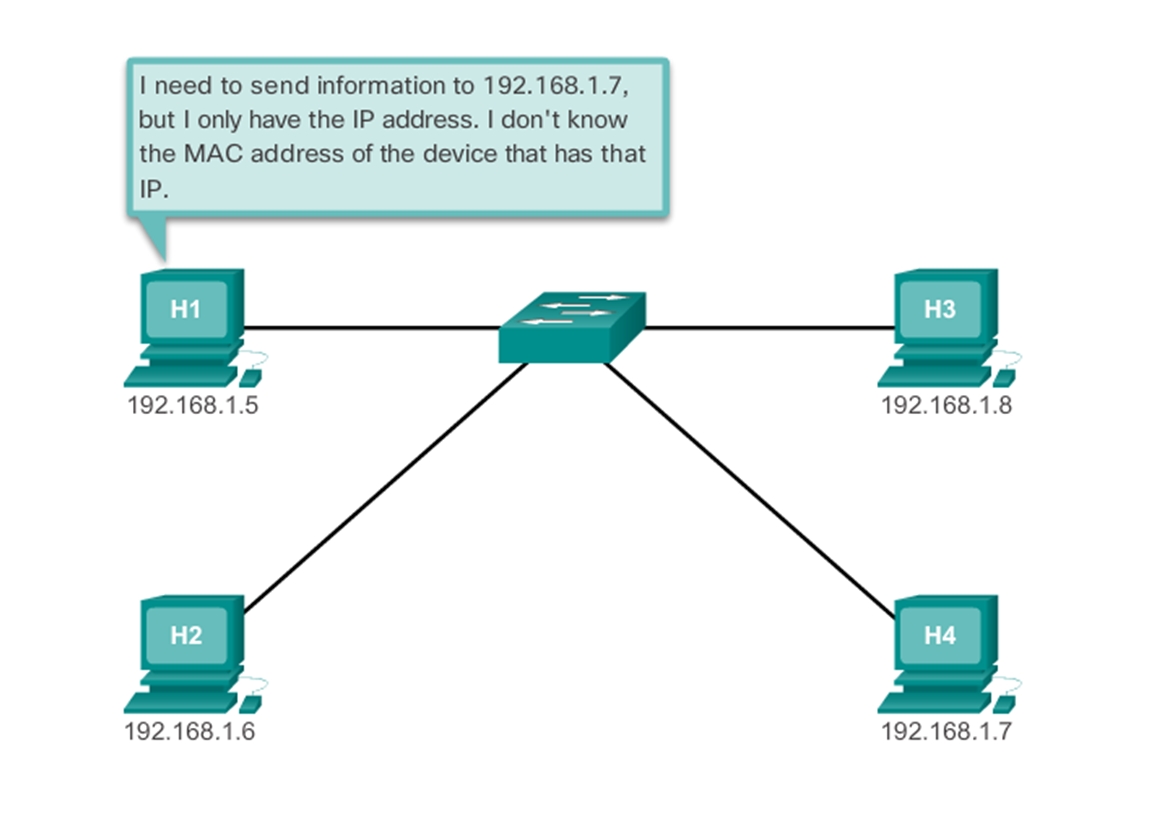 I need to send information to 192.168.1.7,
but I only have the IP address. I don't know
the MAC address of the device that has that
IP.
H1
H3
192.168.1.5
192.168.1.8
H2
H4
192.168.1.6
192.168.1.7